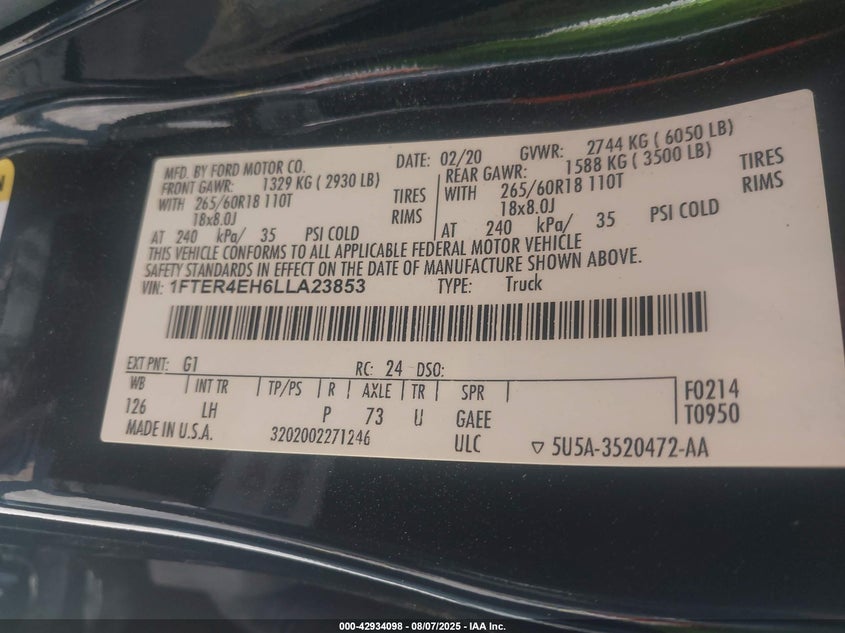 MFD. BY FORD MOTOR CO.
DATE: 02/20
GVWR: 2744 KG ( 6050 LB)
FRONT GAWR: 1329 KG ( 2930 LB)
REAR GAWR: 1588 KG ( 3500 LB)
WITH 265/60R18 110T TIRES
WITH 265/60R18 110T TIRES
18x8.0J RIMS
18x8.0J RIMS
AT 240 kPa/ 35 PSI COLD
AT 240 kPa/ 35 PSI COLD
THIS VEHICLE CONFORMS TO ALL APPLICABLE FEDERAL MOTOR VEHICLE
SAFETY STANDARDS IN EFFECT ON THE DATE OF MANUFACTURE SHOWN ABOVE.
VIN: 1FTER4EH6LLA23853 TYPE: Truck
EXT PNT: G1 RC: 24 DSO:
WB INT TR TP/PS R AXLE TR SPR
126 LH P 73 U GAEE
F0214
T0950
MADE IN U.S.A. 3202002271246 ULC 5U5A-3520472-AA
000-42934098 - 08/07/2025 - IAA Inc.